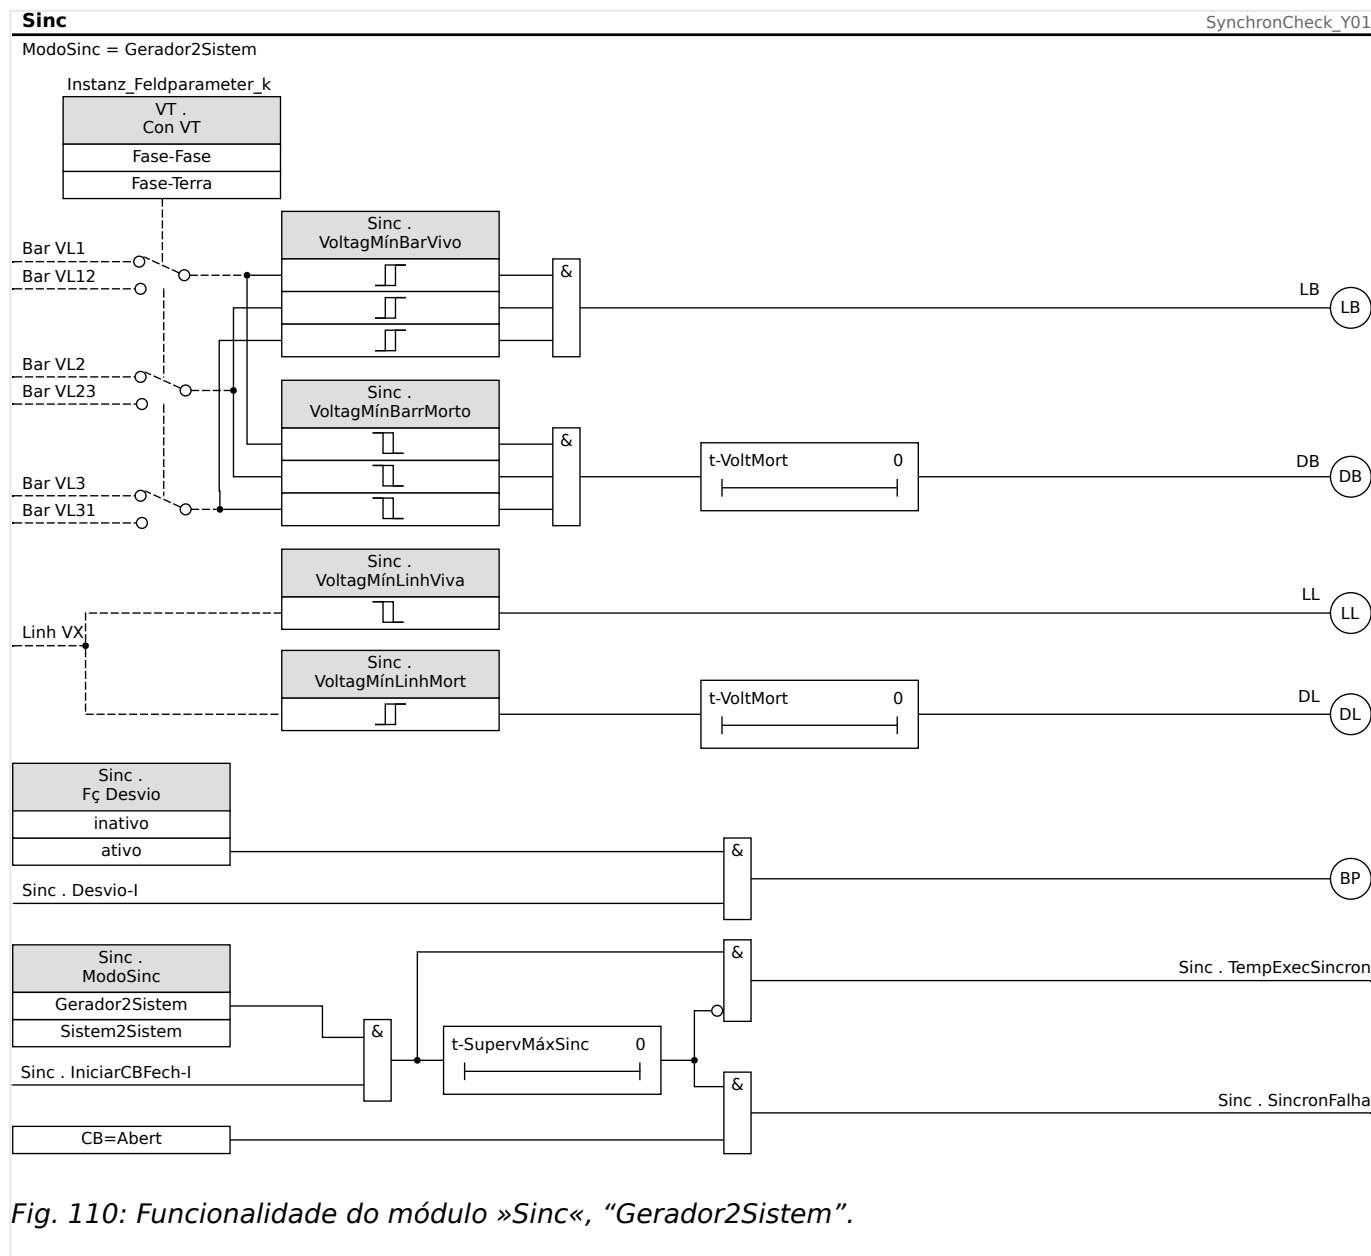 Sinc
SynchronCheck_Y01
ModoSinc = Gerador2Sistem
Instanz_Feldparameter_k
VT .
Con VT
Fase-Fase
Fase-Terra
Bar VL1
Bar VL12
Bar VL2
Bar VL23
Bar VL3
Bar VL31
Sinc .
VoltagMínBarVivo
&
LB
LB
Sinc .
VoltagMínBarrMorto
&
t-VoltMort 0
DB
DB
Sinc .
VoltagMínLinhViva
LL
LL
Linh VX
Sinc .
VoltagMínLinhMort
t-VoltMort 0
DL
DL
Sinc .
Fç Desvio
inativo
ativo
&
Sinc . Desvio-I
BP
Sinc .
ModoSinc
Gerador2Sistem
Sistem2Sistem
&
&
Sinc . TempExecSincron
t-SupervMáxSinc 0
Sinc . IniciarCBFech-I
&
Sinc . SincronFalha
CB=Abert
Fig. 110: Funcionalidade do módulo »Sinc«, “Gerador2Sistem”.